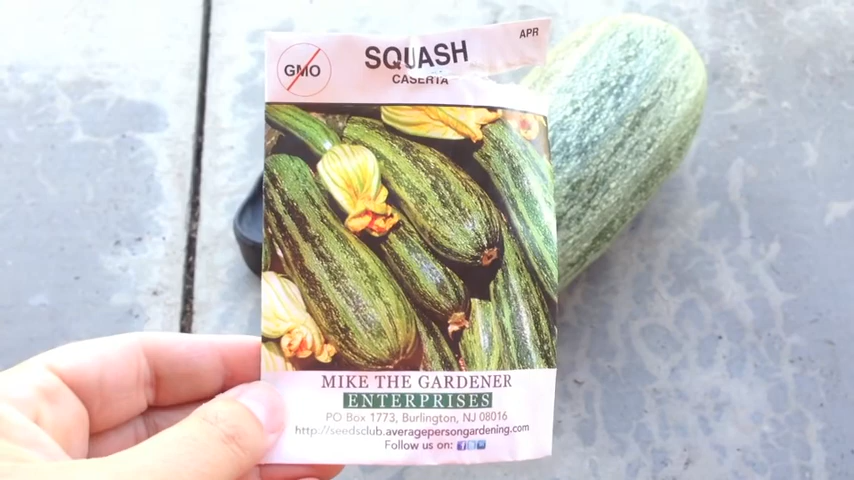 GMO
SQUASH
APR
CASERTA
MIKE THE GARDENER
ENTERPRISES
PO Box 1773, Burlington, NJ 08016
http://seedsclub.averagepersongardening.com
Follow us on: